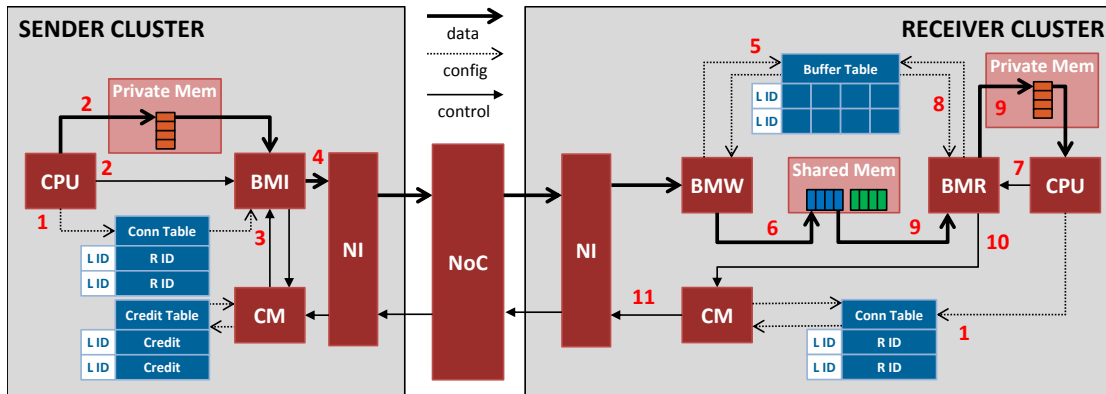 SENDER CLUSTER
2
Private Mem
CPU
2
BMI
4
1
Conn Table
3
L ID
R ID
L ID
R ID
Credit Table
L ID
Credit
L ID
Credit
CM
NI
data
config
control
NoC
RECEIVER CLUSTER
5
Buffer Table
L ID
L ID
8
Private Mem
9
NI
BMW
Shared Mem
BMR
7
CPU
6
9
10
11
CM
Conn Table
1
L ID
R ID
L ID
R ID